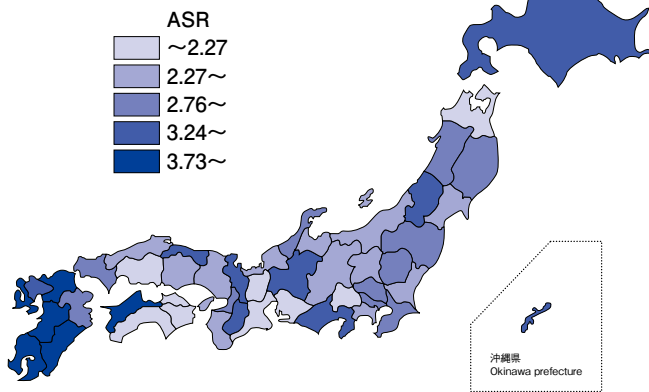 ASR
～2.27
2.27～
2.76～
3.24～
3.73～
沖縄県
Okinawa prefecture